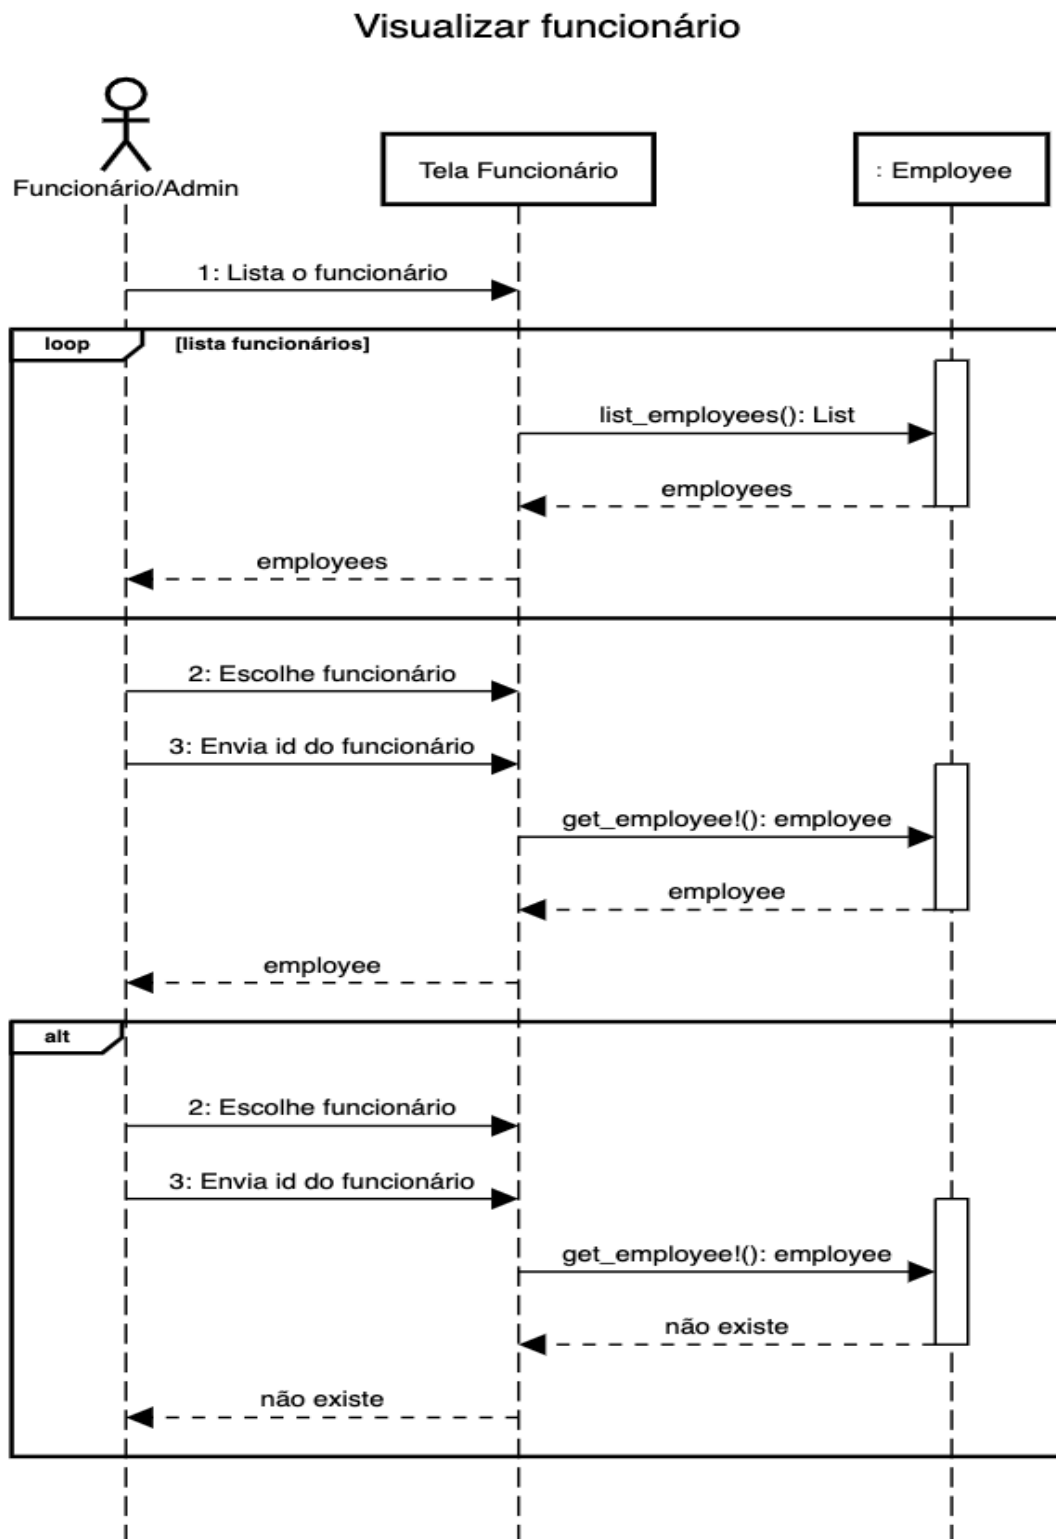 Visualizar funcionário
Funcionário/Admin
Tela Funcionário
: Employee
1: Lista o funcionário
loop
[lista funcionários]
list_employees(): List
employees
employees
2: Escolhe funcionário
3: Envia id do funcionário
get_employee!(): employee
employee
employee
alt
2: Escolhe funcionário
3: Envia id do funcionário
get_employee!(): employee
não existe
não existe